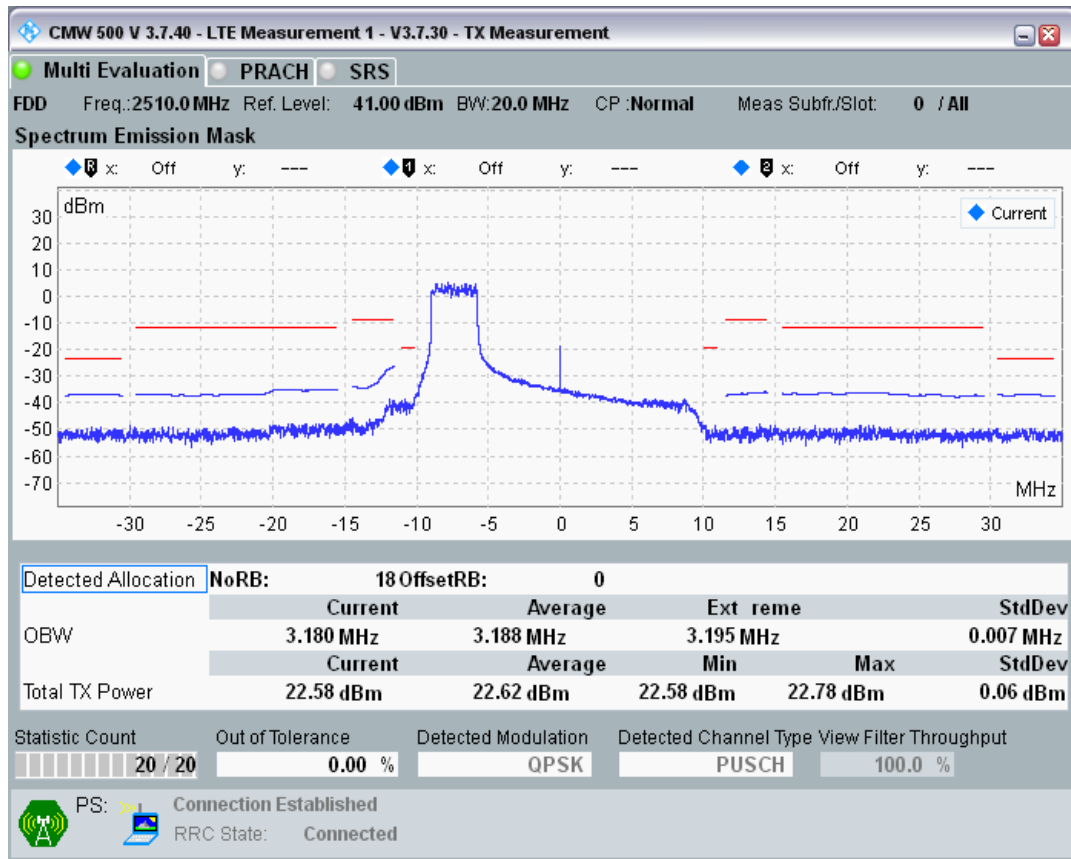 CMW 500 V 3.7.40 - LTE Measurement 1 - V3.7.30 - TX Measurement
Multi Evaluation PRACH SRS
FDD Freq.:2510.0 MHz Ref. Level: 41.00 dBm BW:20.0 MHz CP :Normal Meas Subfr./Slot: 0 / All
Spectrum Emission Mask
R x: Off y: --- 1 x: Off y: --- 2 x: Off y: ---
dBm
Current
30
20
10
0
-10
-20
-30
-40
-50
-60
-70
MHz
-30 -25 -20 -15 -10 -5 0 5 10 15 20 25 30
Detected Allocation NoRB: 18 OffsetRB: 0
Current Average Ext reme StdDev
OBW 3.180 MHz 3.188 MHz 3.195 MHz 0.007 MHz
Current Average Min Max StdDev
Total TX Power 22.58 dBm 22.62 dBm 22.58 dBm 22.78 dBm 0.06 dBm
Statistic Count Out of Tolerance Detected Modulation Detected Channel Type View Filter Throughput
20 / 20 0.00 % QPSK PUSCH 100.0 %
PS: Connection Established
RRC State: Connected